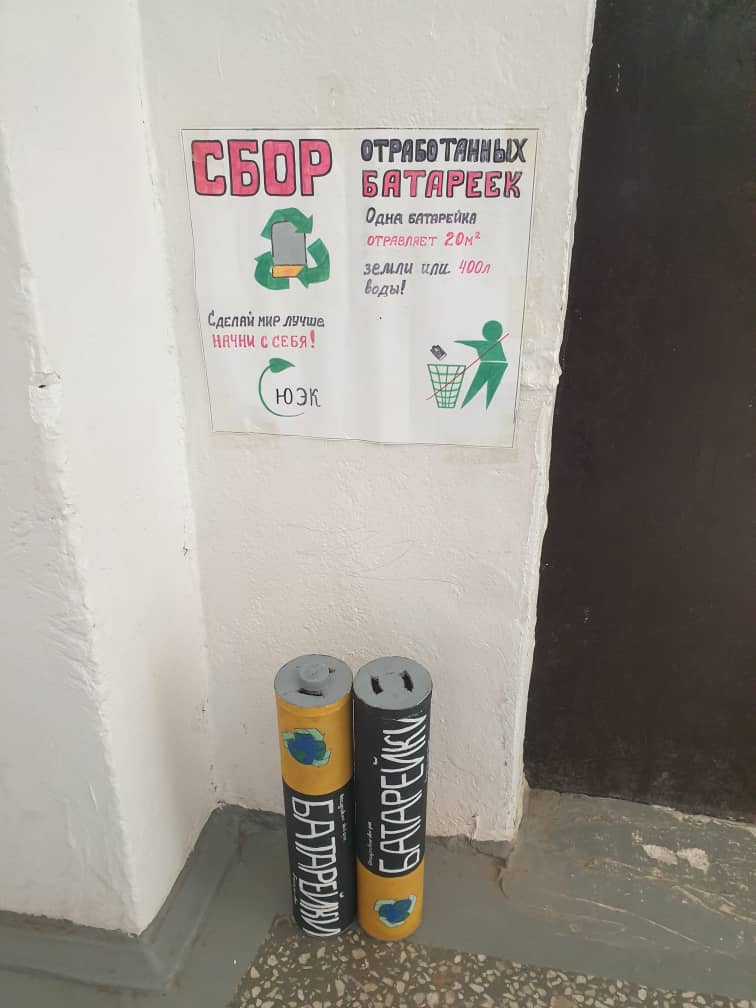 СБОР
ОТРАБОТАННЫХ
БАТАРЕЕК
Одна батарейка
отравляет 20м²
земли или 400л
воды!
Сделай мир лучше,
НАЧНИ С СЕБЯ!
ЮЭК
БАТАРЕЙКИ
БАТАРЕЙКИ